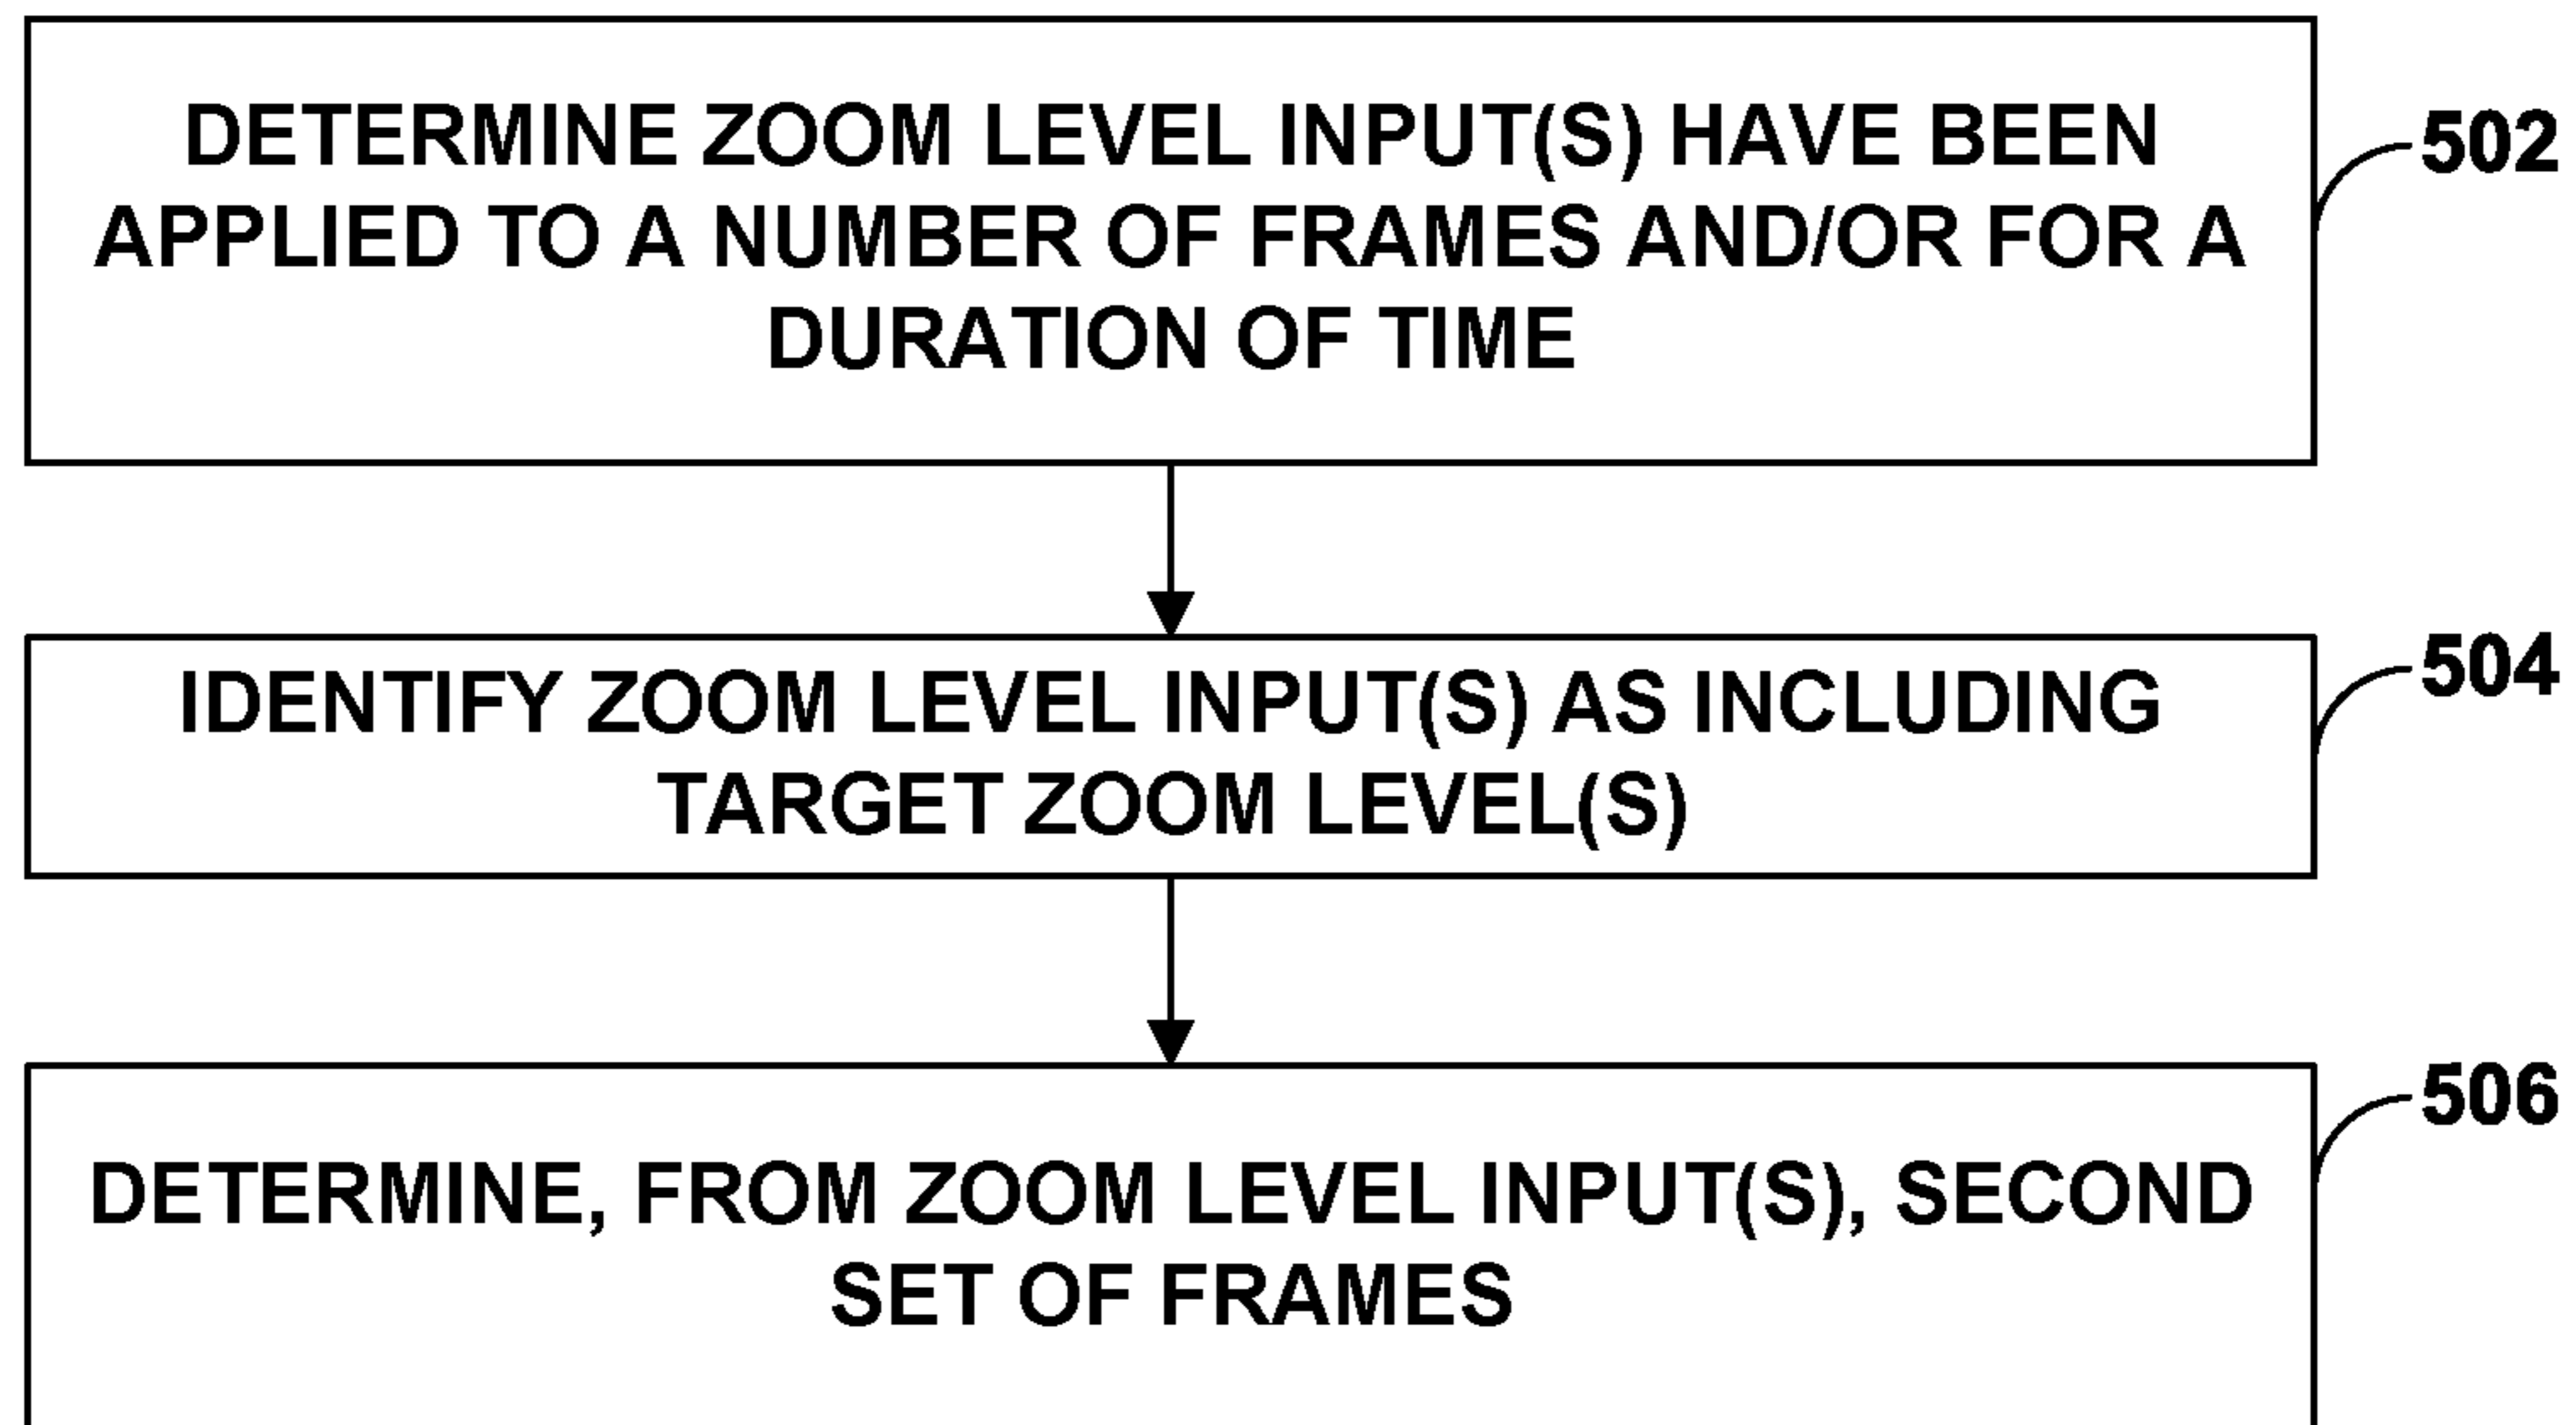 DETERMINE ZOOM LEVEL INPUT(S) HAVE BEEN
APPLIED TO A NUMBER OF FRAMES AND/OR FOR A
DURATION OF TIME
502
IDENTIFY ZOOM LEVEL INPUT(S) AS INCLUDING
TARGET ZOOM LEVEL(S)
504
DETERMINE, FROM ZOOM LEVEL INPUT(S), SECOND
SET OF FRAMES
506